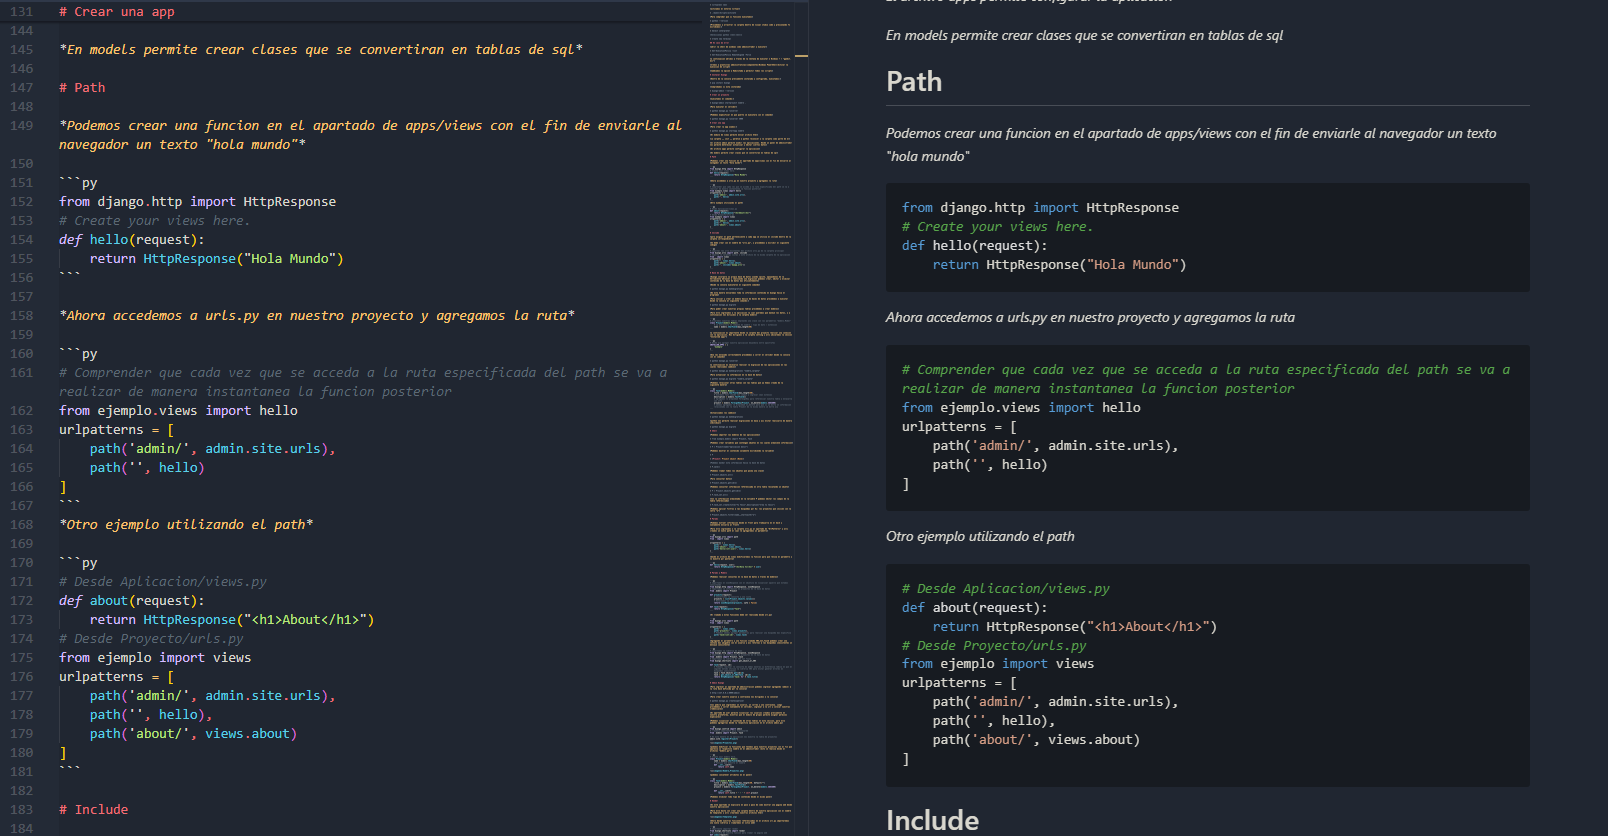 131 # Crear una app
144
145 *En models permite crear clases que se convertiran en tablas de sql*
146
147 # Path
148
149 *Podemos crear una funcion en el apartado de apps/views con el fin de enviarle al
navegador un texto "hola mundo"*
150
151 ```py
152 from django.http import HttpResponse
153 # Create your views here.
154 def hello(request):
155     return HttpResponse("Hola Mundo")
156 ```
157
158 *Ahora accedemos a urls.py en nuestro proyecto y agregamos la ruta*
159
160 ```py
161 # Comprender que cada vez que se acceda a la ruta especificada del path se va a
realizar de manera instantanea la funcion posterior
162 from ejemplo.views import hello
163 urlpatterns = [
164     path('admin/', admin.site.urls),
165     path('', hello)
166 ]
167 ```
168 *Otro ejemplo utilizando el path*
169
170 ```py
171 # Desde Aplicacion/views.py
172 def about(request):
173     return HttpResponse("<h1>About</h1>")
174 # Desde Proyecto/urls.py
175 from ejemplo import views
176 urlpatterns = [
177     path('admin/', admin.site.urls),
178     path('', hello),
179     path('about/', views.about)
180 ]
181 ```
182
183 # Include
184
En models permite crear clases que se convertiran en tablas de sql
Path
Podemos crear una funcion en el apartado de apps/views con el fin de enviarle al navegador un texto
"hola mundo"
from django.http import HttpResponse
# Create your views here.
def hello(request):
    return HttpResponse("Hola Mundo")
Ahora accedemos a urls.py en nuestro proyecto y agregamos la ruta
# Comprender que cada vez que se acceda a la ruta especificada del path se va a
realizar de manera instantanea la funcion posterior
from ejemplo.views import hello
urlpatterns = [
    path('admin/', admin.site.urls),
    path('', hello)
]
Otro ejemplo utilizando el path
# Desde Aplicacion/views.py
def about(request):
    return HttpResponse("<h1>About</h1>")
# Desde Proyecto/urls.py
from ejemplo import views
urlpatterns = [
    path('admin/', admin.site.urls),
    path('', hello),
    path('about/', views.about)
]
Include